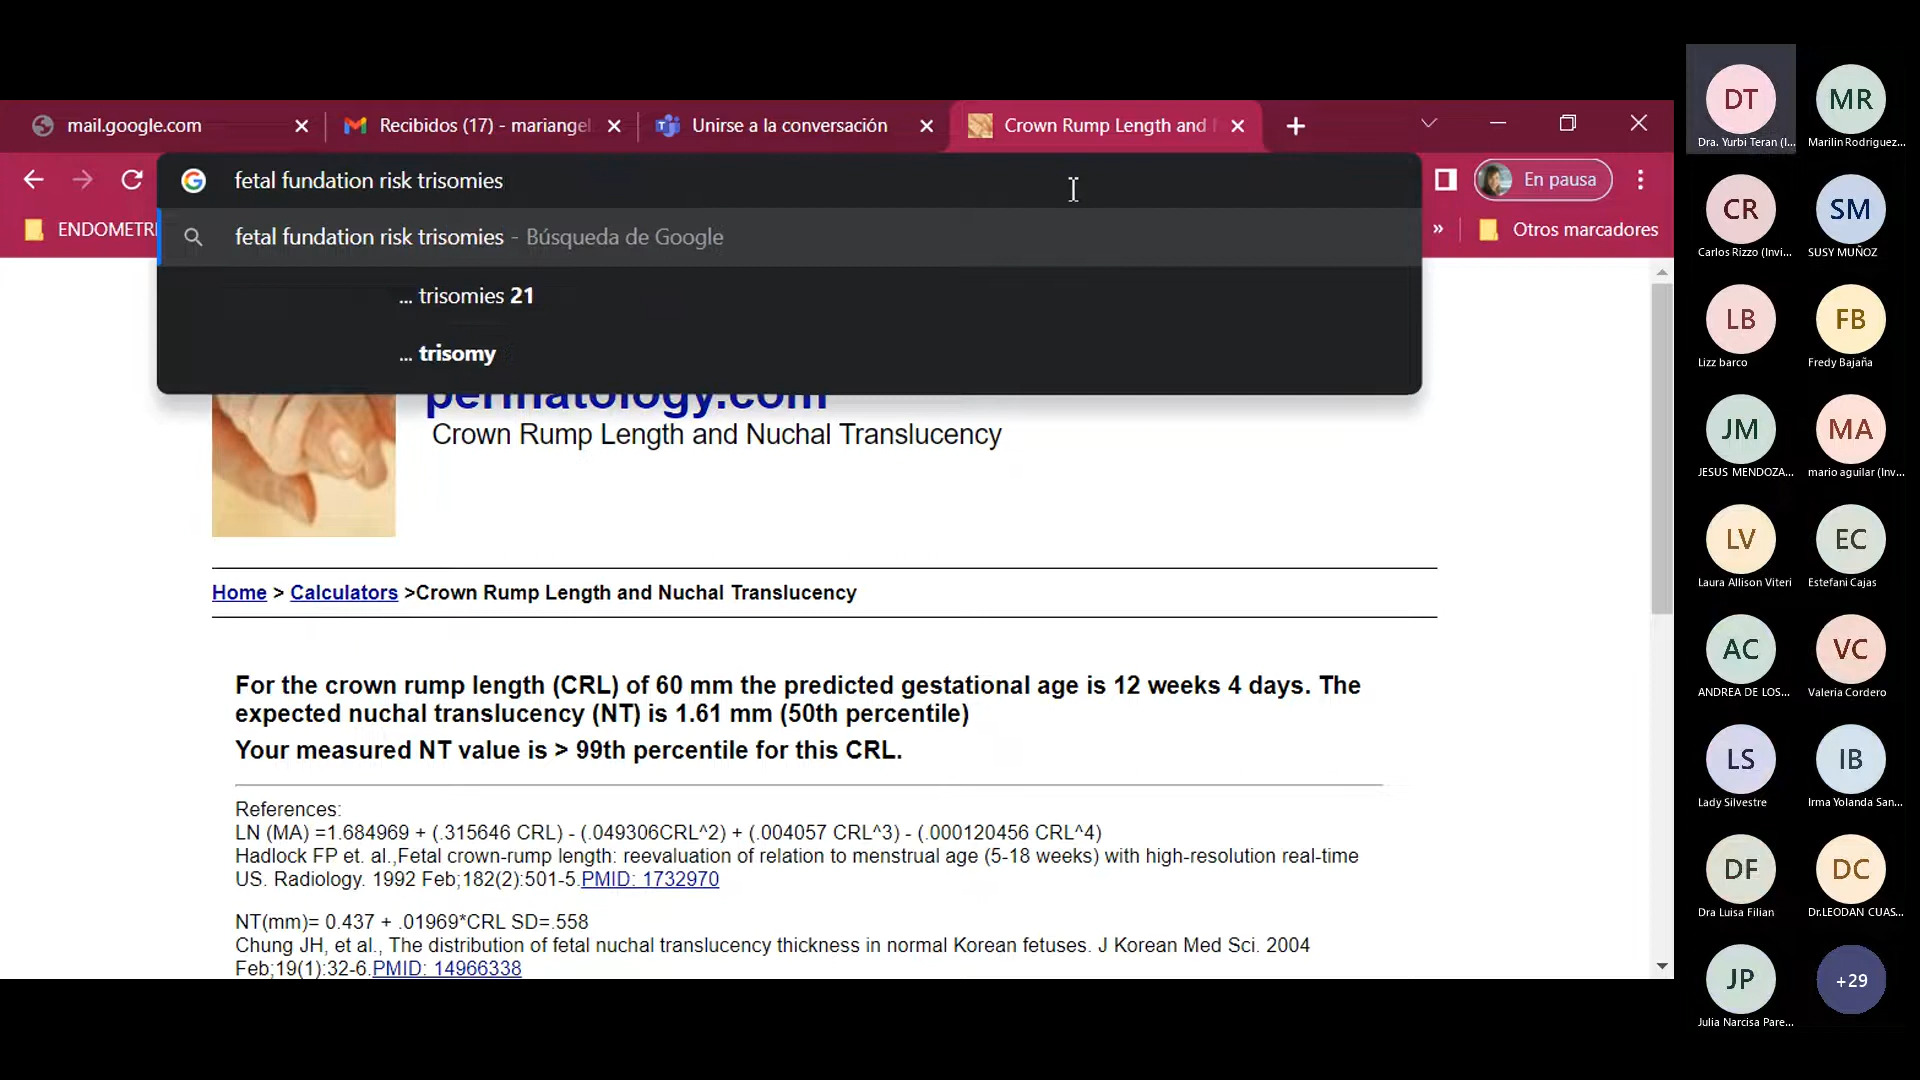 mail.google.com
Recibidos (17) - mariangel
Unirse a la conversación
Crown Rump Length and
fetal fundation risk trisomies
En pausa
ENDOMETRI
fetal fundation risk trisomies - Búsqueda de Google
» Otros marcadores
... trisomies 21
... trisomy
perinatology.com
Crown Rump Length and Nuchal Translucency
Home > Calculators >Crown Rump Length and Nuchal Translucency
For the crown rump length (CRL) of 60 mm the predicted gestational age is 12 weeks 4 days. The
expected nuchal translucency (NT) is 1.61 mm (50th percentile)
Your measured NT value is > 99th percentile for this CRL.
References:
LN (MA) =1.684969 + (.315646 CRL) - (.049306CRL^2) + (.004057 CRL^3) - (.000120456 CRL^4)
Hadlock FP et. al.,Fetal crown-rump length: reevaluation of relation to menstrual age (5-18 weeks) with high-resolution real-time
US. Radiology. 1992 Feb;182(2):501-5.PMID: 1732970
NT(mm)= 0.437 + .01969*CRL SD=.558
Chung JH, et al., The distribution of fetal nuchal translucency thickness in normal Korean fetuses. J Korean Med Sci. 2004
Feb;19(1):32-6.PMID: 14966338
DT MR
Dra. Yurbi Teran (I... Marilin Rodriguez...
CR SM
Carlos Rizzo (Invi... SUSY MUÑOZ
LB FB
Lizz barco Fredy Bajaña
JM MA
JESUS MENDOZA... mario aguilar (Inv...
LV EC
Laura Allison Viteri Estefani Cajas
AC VC
ANDREA DE LOS... Valeria Cordero
LS IB
Lady Silvestre Irma Yolanda San...
DF DC
Dra Luisa Filian Dr.LEODAN CUAS...
JP +29
Julia Narcisa Pare...